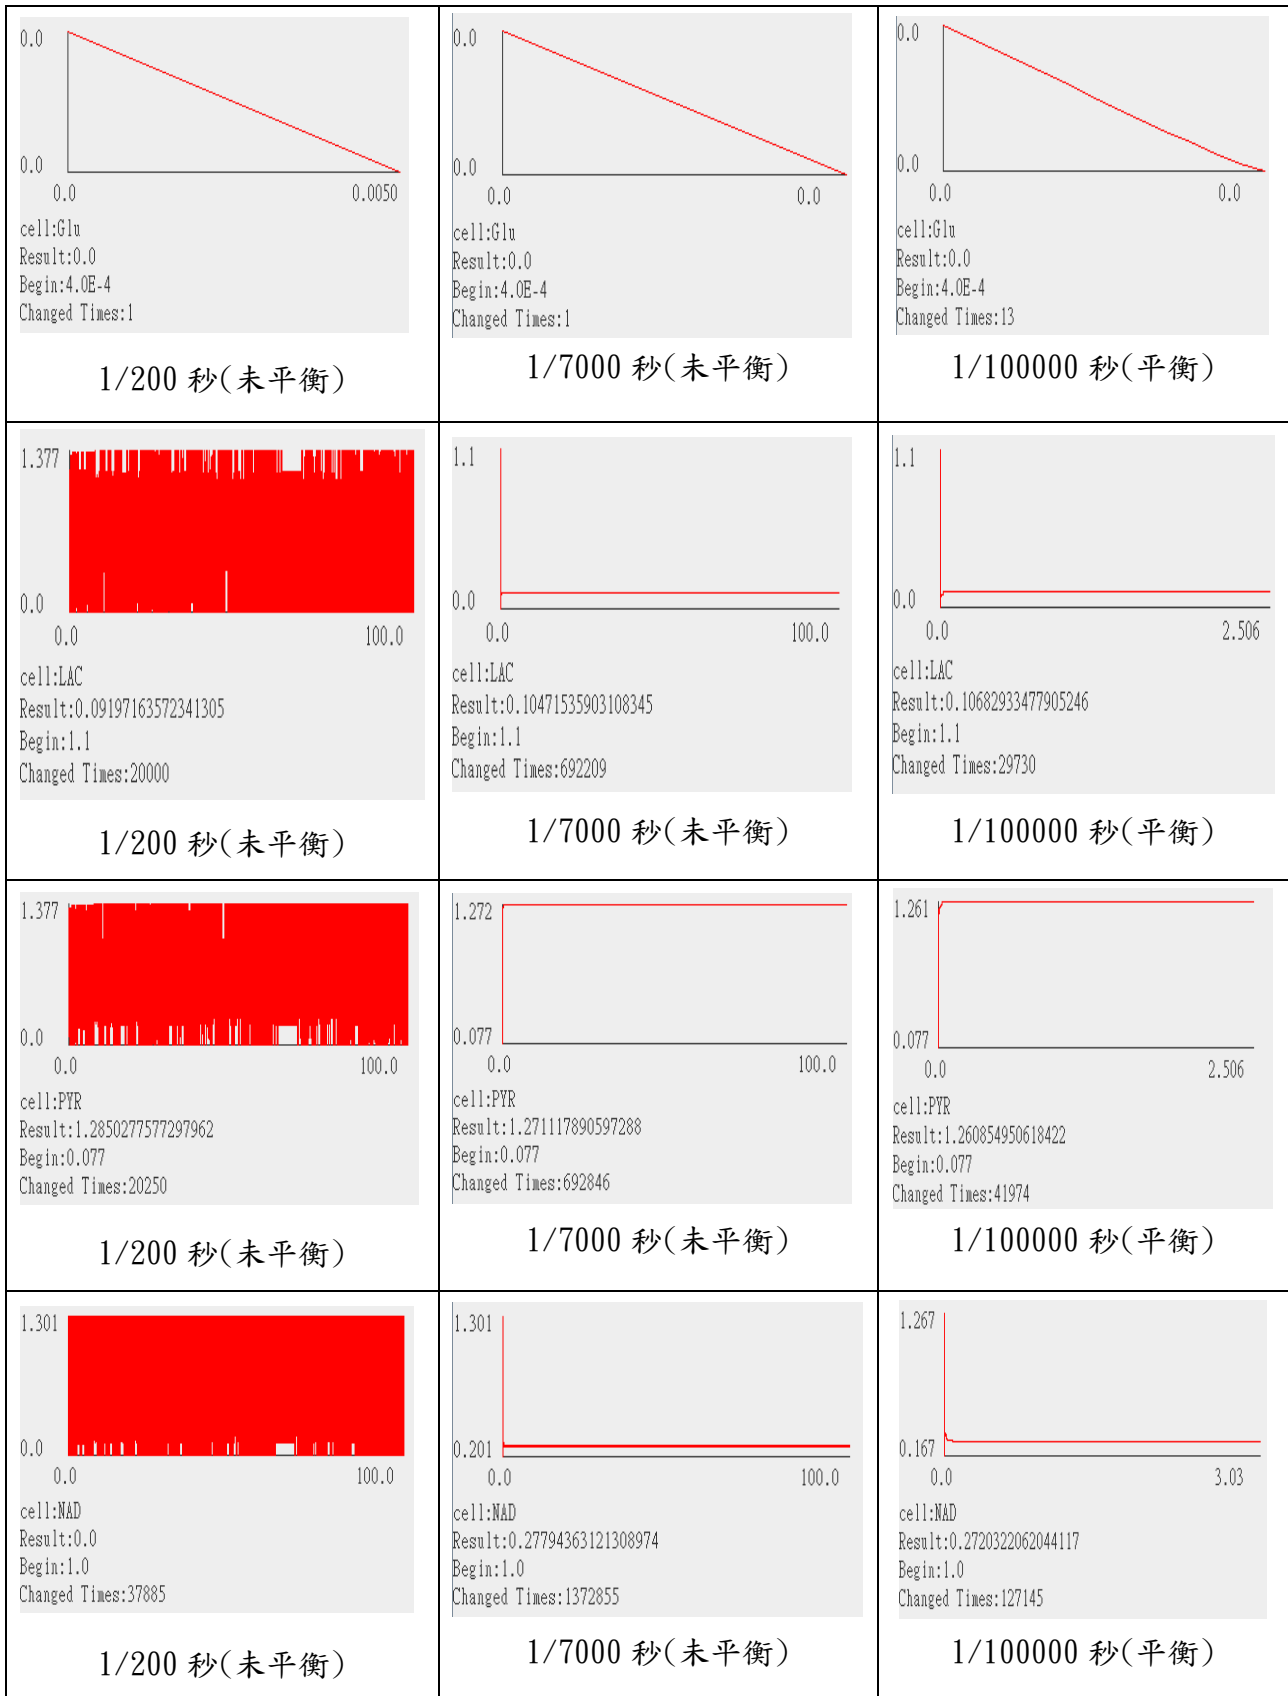 0.0
0.0
0.0
0.0050
cell:Glu
Result:0.0
Begin:4.0E-4
Changed Times:1
1/200 秒(未平衡)
0.0
0.0
0.0
0.0
cell:Glu
Result:0.0
Begin:4.0E-4
Changed Times:1
1/7000 秒(未平衡)
0.0
0.0
0.0
0.0
cell:Glu
Result:0.0
Begin:4.0E-4
Changed Times:13
1/100000 秒(平衡)
1.377
0.0
0.0
100.0
cell:LAC
Result:0.09197163572341305
Begin:1.1
Changed Times:20000
1/200 秒(未平衡)
1.1
0.0
0.0
100.0
cell:LAC
Result:0.10471535903108345
Begin:1.1
Changed Times:692209
1/7000 秒(未平衡)
1.1
0.0
0.0
2.506
cell:LAC
Result:0.10682933477905246
Begin:1.1
Changed Times:29730
1/100000 秒(平衡)
1.377
0.0
0.0
100.0
cell:PYR
Result:1.2850277577297962
Begin:0.077
Changed Times:20250
1/200 秒(未平衡)
1.272
0.077
0.0
100.0
cell:PYR
Result:1.271117890597288
Begin:0.077
Changed Times:692846
1/7000 秒(未平衡)
1.261
0.077
0.0
2.506
cell:PYR
Result:1.260854950618422
Begin:0.077
Changed Times:41974
1/100000 秒(平衡)
1.301
0.0
0.0
100.0
cell:NAD
Result:0.0
Begin:1.0
Changed Times:37885
1/200 秒(未平衡)
1.301
0.201
0.0
100.0
cell:NAD
Result:0.27794363121308974
Begin:1.0
Changed Times:1372855
1/7000 秒(未平衡)
1.267
0.167
0.0
3.03
cell:NAD
Result:0.2720322062044117
Begin:1.0
Changed Times:127145
1/100000 秒(平衡)